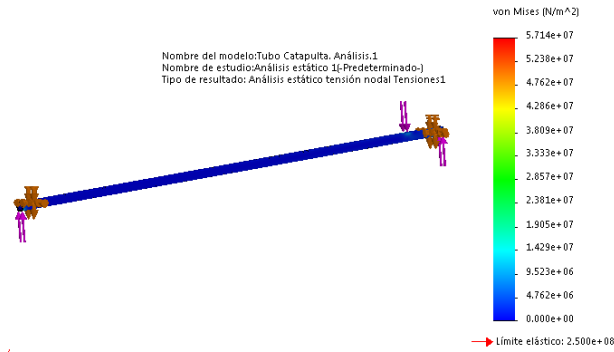 von Mises (N/m^2)
Nombre del modelo:Tubo Catapulta. Análisis.1
Nombre de estudio:Análisis estático 1(-Predeterminado-)
Tipo de resultado: Análisis estático tensión nodal Tensiones1
5.714e+07
5.238e+07
4.762e+07
4.286e+07
3.809e+07
3.333e+07
2.857e+07
2.381e+07
1.905e+07
1.429e+07
9.523e+06
4.762e+06
0.000e+00
Límite elástico: 2.500e+08